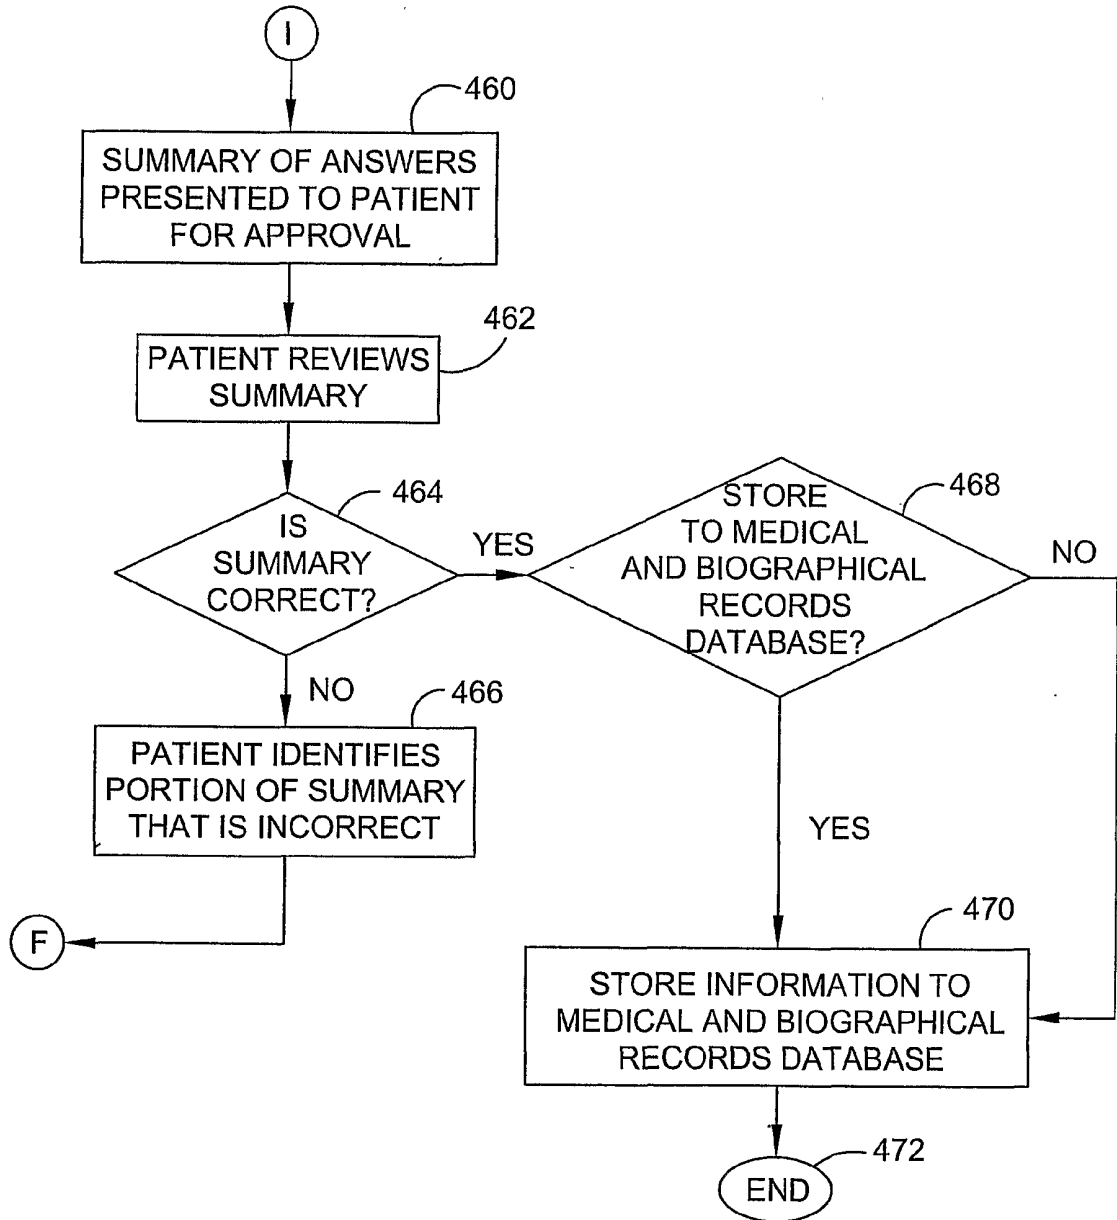 I
460
SUMMARY OF ANSWERS
PRESENTED TO PATIENT
FOR APPROVAL
462
PATIENT REVIEWS
SUMMARY
464
IS
SUMMARY
CORRECT?
YES
468
STORE
TO MEDICAL
AND BIOGRAPHICAL
RECORDS
DATABASE?
NO
NO
466
PATIENT IDENTIFIES
PORTION OF SUMMARY
THAT IS INCORRECT
YES
F
470
STORE INFORMATION TO
MEDICAL AND BIOGRAPHICAL
RECORDS DATABASE
472
END